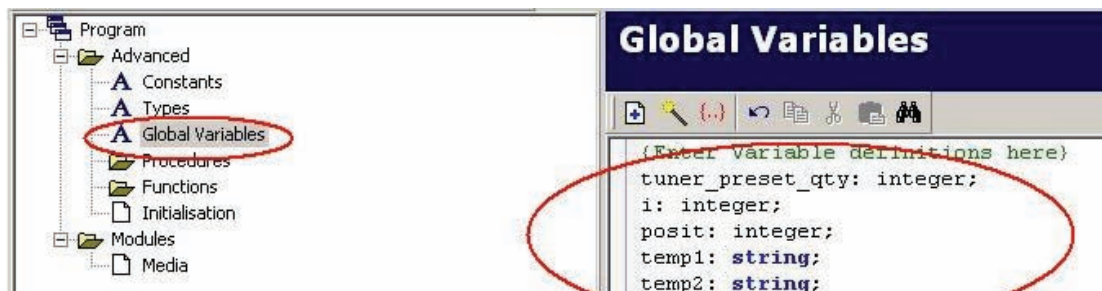 Program
Advanced
Constants
Types
Global Variables
Procedures
Functions
Initialisation
Modules
Media
Global Variables
{Enter Variable definitions here}
tuner_preset_qty: integer;
i: integer;
posit: integer;
temp1: string;
temp2: string;